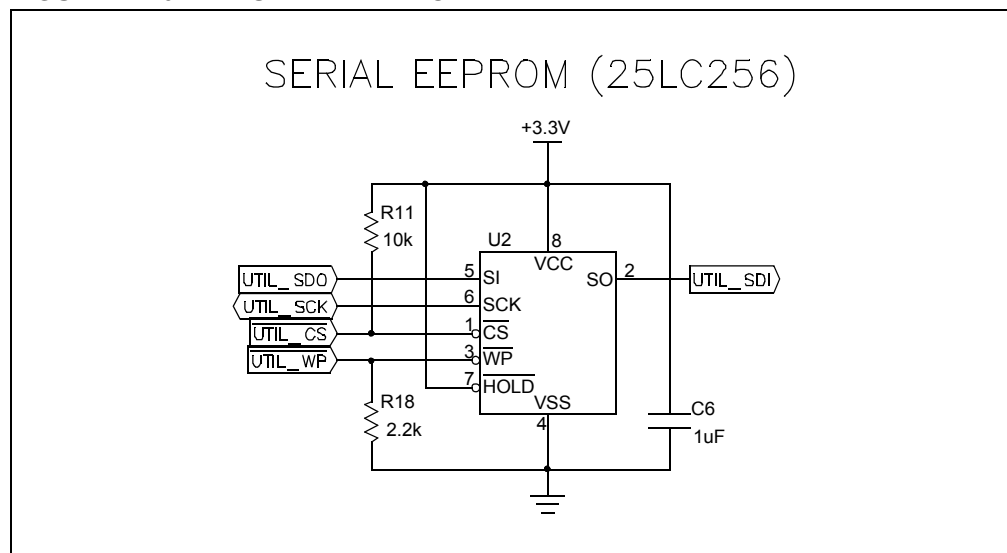 SERIAL EEPROM (25LC256)
+3.3V
R11
10k
U2
8
VCC
UTIL_SDO
5
SI
SO
2
UTIL_SDI
UTIL_SCK
6
SCK
UTIL_CS
1
CS
UTIL_WP
3
WP
7
HOLD
R18
2.2k
VSS
4
C6
1uF